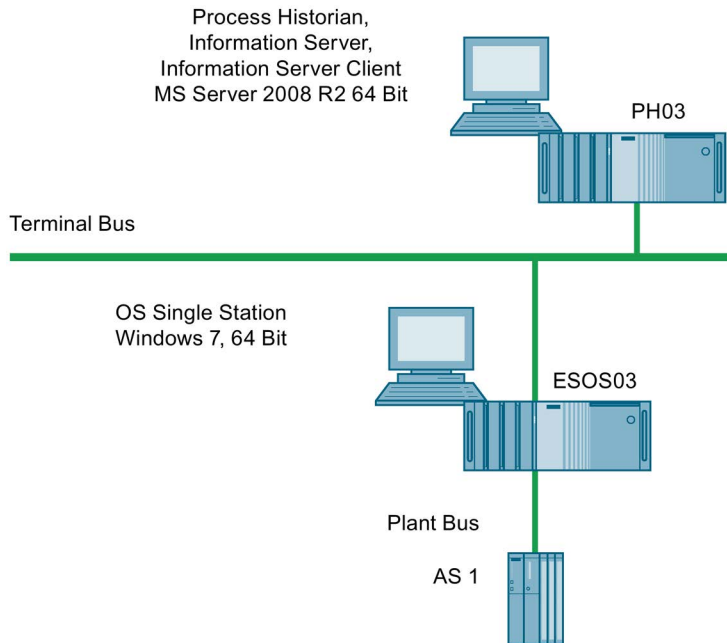 Process Historian,
Information Server,
Information Server Client
MS Server 2008 R2 64 Bit
PH03
Terminal Bus
OS Single Station
Windows 7, 64 Bit
ESOS03
Plant Bus
AS 1